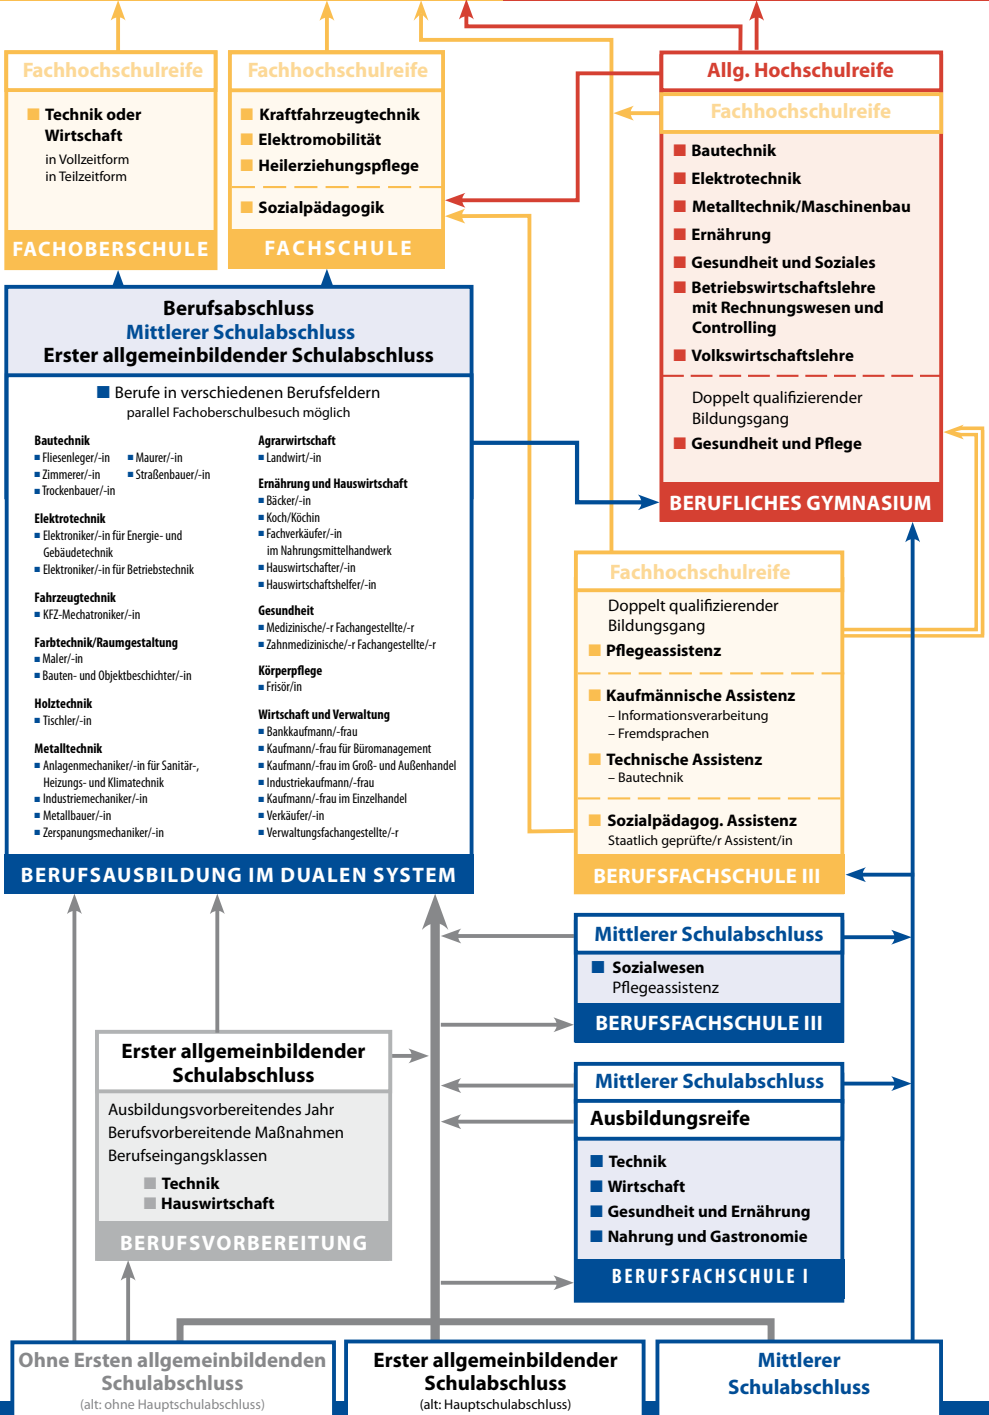 Fachhochschulreife
Technik oder
Wirtschaft
in Vollzeitform
in Teilzeitform
FACHOBERSCHULE
Fachhochschulreife
Kraftfahrzeugtechnik
Elektromobilität
Heilerziehungspflege
Sozialpädagogik
FACHSCHULE
Allg. Hochschulreife
Fachhochschulreife
Bautechnik
Elektrotechnik
Metalltechnik/Maschinenbau
Ernährung
Gesundheit und Soziales
Betriebswirtschaftslehre
mit Rechnungswesen und
Controlling
Volkswirtschaftslehre
Doppelt qualifizierender
Bildungsgang
Gesundheit und Pflege
BERUFLICHES GYMNASIUM
Berufsabschluss
Mittlerer Schulabschluss
Erster allgemeinbildender Schulabschluss
Berufe in verschiedenen Berufsfeldern
parallel Fachoberschulbesuch möglich
Bautechnik
Fliesenleger/-in
Maurer/-in
Zimmerer/-in
Straßenbauer/-in
Trockenbauer/-in
Elektrotechnik
Elektroniker/-in für Energie- und
Gebäudetechnik
Elektroniker/-in für Betriebstechnik
Fahrzeugtechnik
KFZ-Mechatroniker/-in
Farbtechnik/Raumgestaltung
Maler/-in
Bauten- und Objektbeschichter/-in
Holztechnik
Tischler/-in
Metalltechnik
Anlagenmechaniker/-in für Sanitär-,
Heizungs- und Klimatechnik
Industriemechaniker/-in
Metallbauer/-in
Zerspanungsmechaniker/-in
Agrarwirtschaft
Landwirt/-in
Ernährung und Hauswirtschaft
Bäcker/-in
Koch/Köchin
Fachverkäufer/-in
im Nahrungsmittelhandwerk
Hauswirtschafter/-in
Hauswirtschaftshelfer/-in
Gesundheit
Medizinische/-r Fachangestellte/-r
Zahnmedizinische/-r Fachangestellte/-r
Körperpflege
Frisör/in
Wirtschaft und Verwaltung
Bankkaufmann/-frau
Kaufmann/-frau für Büromanagement
Kaufmann/-frau im Groß- und Außenhandel
Industriekaufmann/-frau
Kaufmann/-frau im Einzelhandel
Verkäufer/-in
Verwaltungsfachangestellte/-r
BERUFSAUSBILDUNG IM DUALEN SYSTEM
Fachhochschulreife
Doppelt qualifizierender
Bildungsgang
Pflegeassistenz
Kaufmännische Assistenz
– Informationsverarbeitung
– Fremdsprachen
Technische Assistenz
– Bautechnik
Sozialpädagog. Assistenz
Staatlich geprüfte/r Assistent/in
BERUFSFACHSCHULE III
Mittlerer Schulabschluss
Sozialwesen
Pflegeassistenz
BERUFSFACHSCHULE III
Erster allgemeinbildender
Schulabschluss
Ausbildungsvorbereitendes Jahr
Berufsvorbereitende Maßnahmen
Berufseingangsklassen
Technik
Hauswirtschaft
BERUFSVORBEREITUNG
Mittlerer Schulabschluss
Ausbildungsreife
Technik
Wirtschaft
Gesundheit und Ernährung
Nahrung und Gastronomie
BERUFSFACHSCHULE I
Ohne Ersten allgemeinbildenden
Schulabschluss
(alt: ohne Hauptschulabschluss)
Erster allgemeinbildender
Schulabschluss
(alt: Hauptschulabschluss)
Mittlerer
Schulabschluss